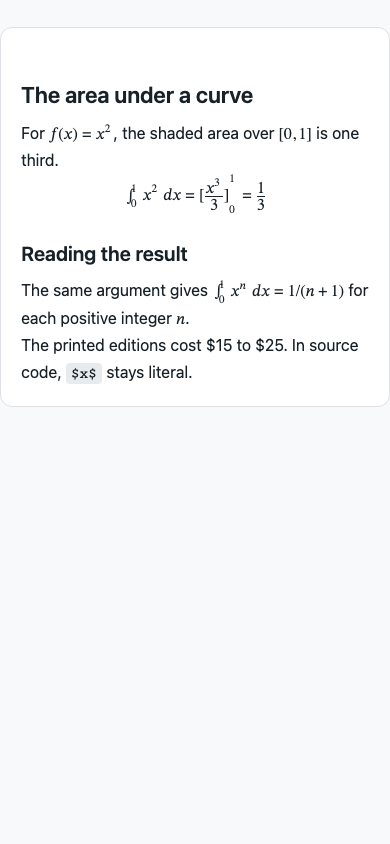 The area under a curve
For f(x) = x², the shaded area over [0, 1] is one
third.
∫₀¹ x² dx = [x³/3]₀¹ = 1/3
Reading the result
The same argument gives ∫₀¹ xⁿ dx = 1/(n + 1) for
each positive integer n.
The printed editions cost $15 to $25. In source
code, $x$ stays literal.